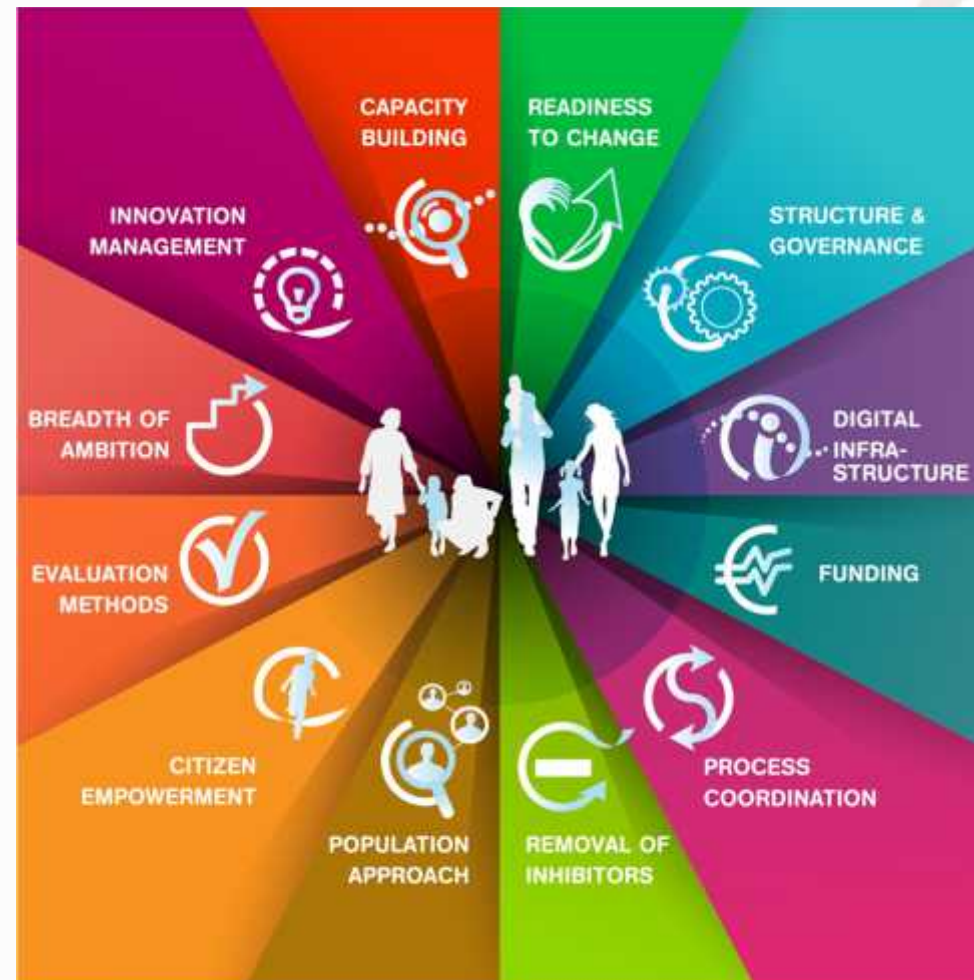 CAPACITY
BUILDING
READINESS
TO CHANGE
INNOVATION
MANAGEMENT
STRUCTURE &
GOVERNANCE
BREADTH OF
AMBITION
DIGITAL
INFRA-
STRUCTURE
EVALUATION
METHODS
FUNDING
CITIZEN
EMPOWERMENT
PROCESS
COORDINATION
POPULATION
APPROACH
REMOVAL OF
INHIBITORS